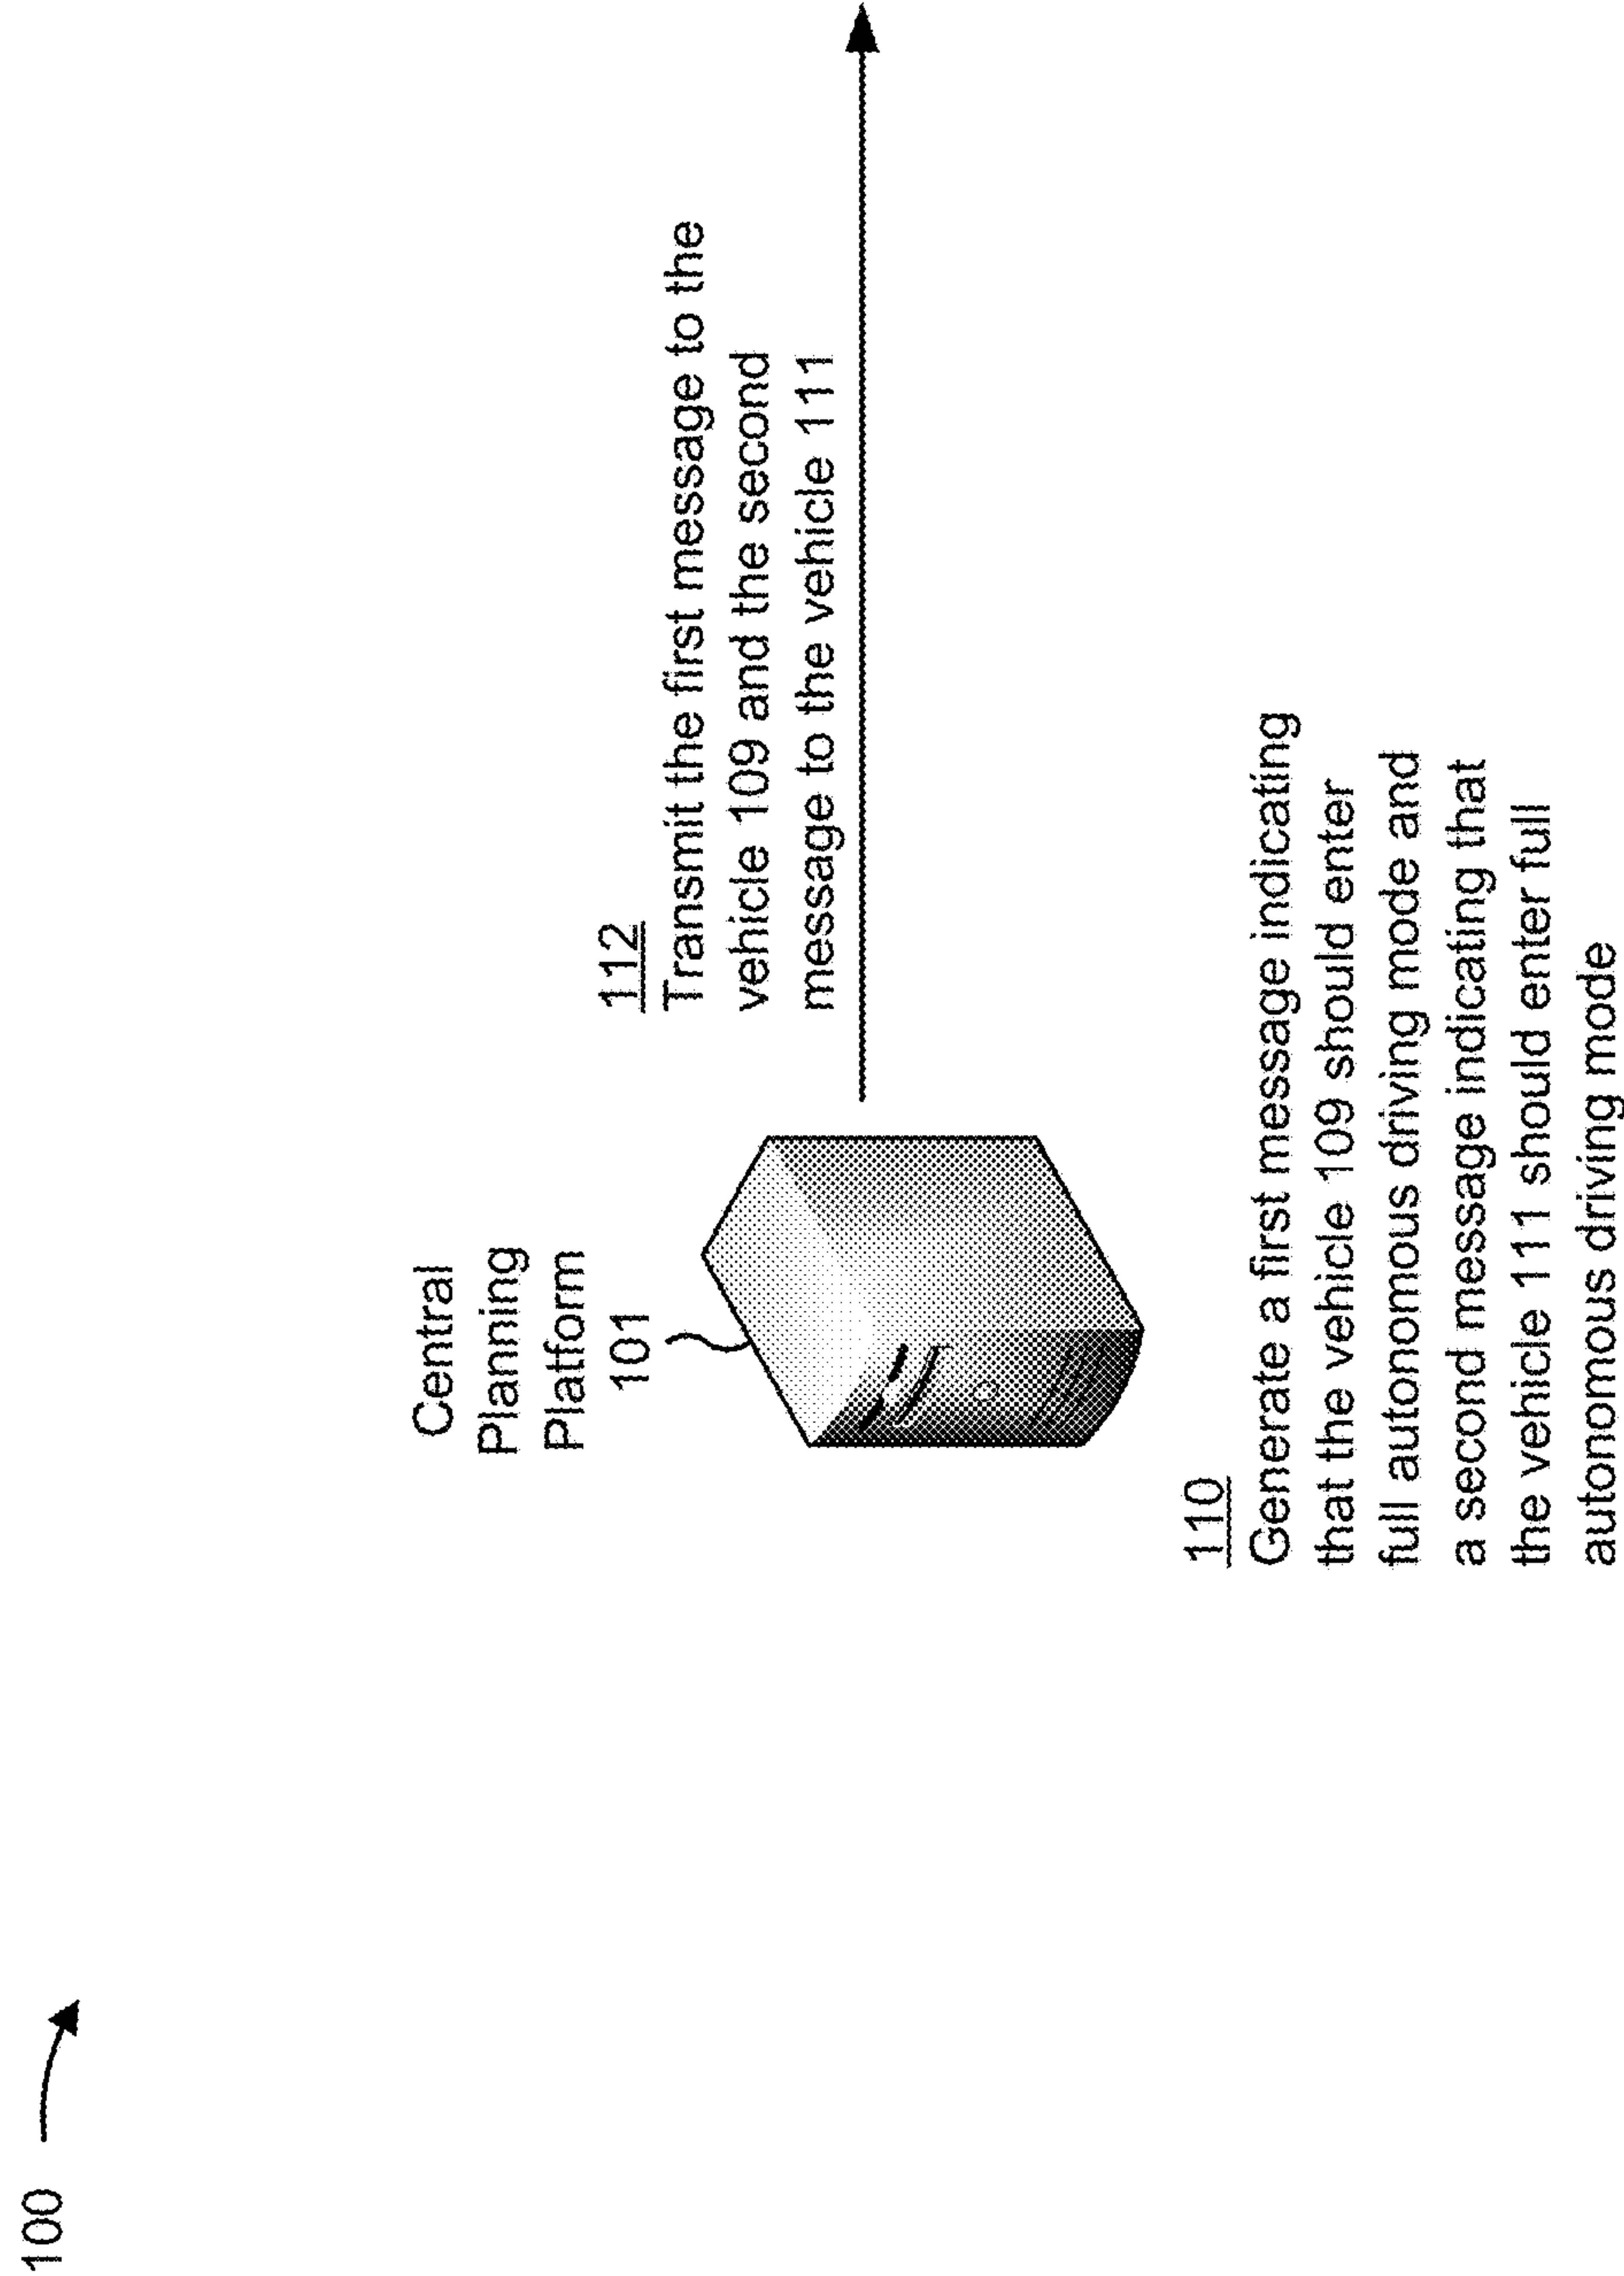 100
Central
Planning
Platform
101
112
Transmit the first message to the
vehicle 109 and the second
message to the vehicle 111
110
Generate a first message indicating
that the vehicle 109 should enter
full autonomous driving mode and
a second message indicating that
the vehicle 111 should enter full
autonomous driving mode